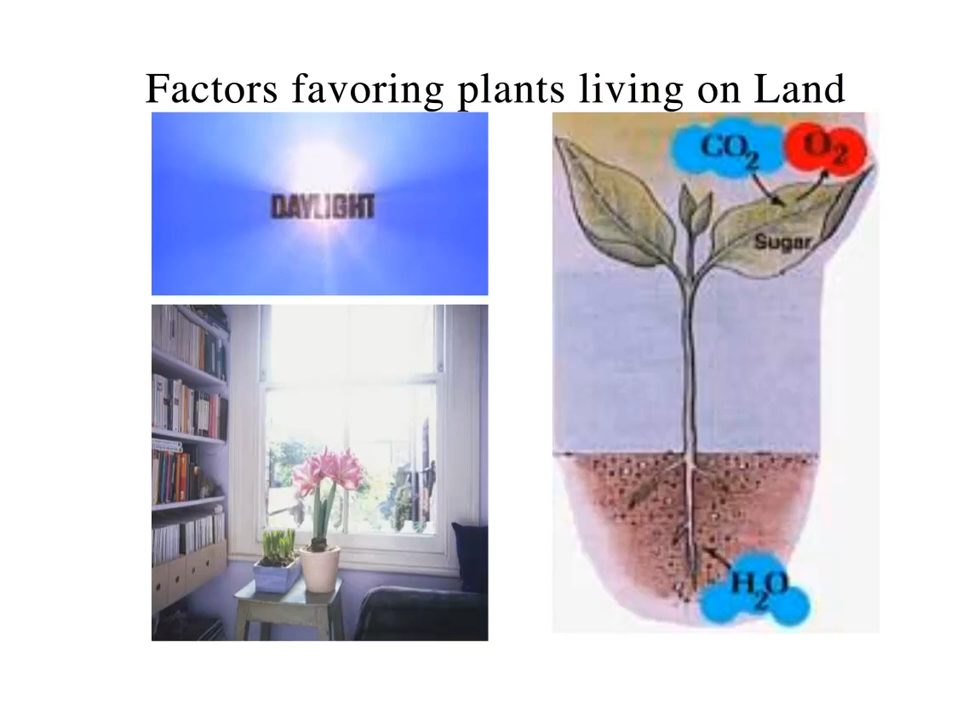 Factors favoring plants living on Land
DAYLIGHT
CO2
O2
Sugar
H2O